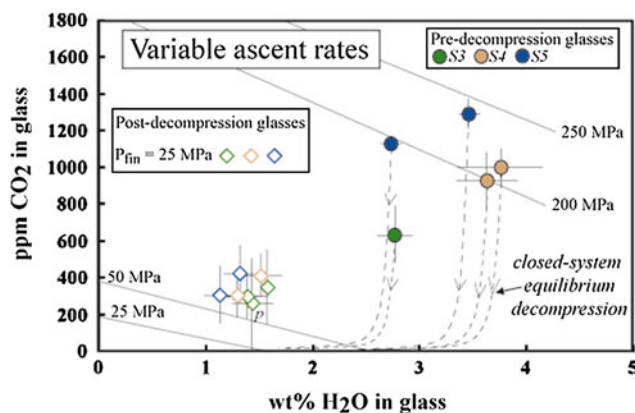 Variable ascent rates
Pre-decompression glasses
S3 S4 S5
Post-decompression glasses
P_fin = 25 MPa
250 MPa
200 MPa
50 MPa
25 MPa
p
closed-system
equilibrium
decompression
ppm CO2 in glass
1800
1600
1400
1200
1000
800
600
400
200
0
0 1 2 3 4 5
wt% H2O in glass